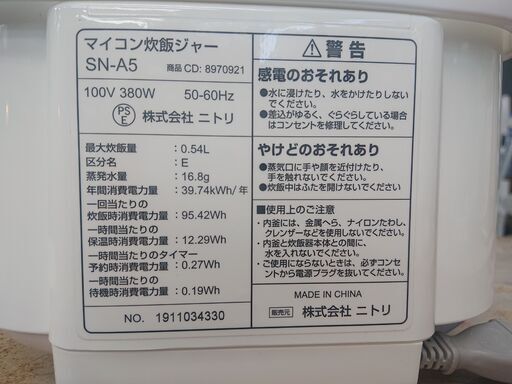 マイコン炊飯ジャー
SN-A5 商品CD: 8970921
100V 380W 50-60Hz
PS
E
株式会社 ニトリ
最大炊飯量 : 0.54L
区分名 : E
蒸発水量 : 16.8g
年間消費電力量 : 39.74kWh/年
一回当たりの
炊飯時消費電力量 : 95.42Wh
一時間当たりの
保温時消費電力量 : 12.29Wh
一時間当たりのタイマー
予約時消費電力量 : 0.27Wh
一時間当たりの
待機時消費電力量 : 0.19Wh
NO. 1911034330
警告
感電のおそれあり
●水に浸けたり、水をかけたりしない
でください。
●差込がゆるく、ぐらぐらしている場合
はコンセントを修理してください。
やけどのおそれあり
●蒸気口に手や顔を近付けたり、
手を触れないでください。
●炊飯中はふたを開けないでください
■使用上のご注意
・内釜には、金属へら、ナイロンたわし、
クレンザーなどを使用しないでください。
・内釜と炊飯器本体との間に、
水を入れないでください。
・ご使用にならないときは、必ずコンセ
ントから電源プラグを抜いてください。
MADE IN CHINA
販売元 株式会社 ニトリ